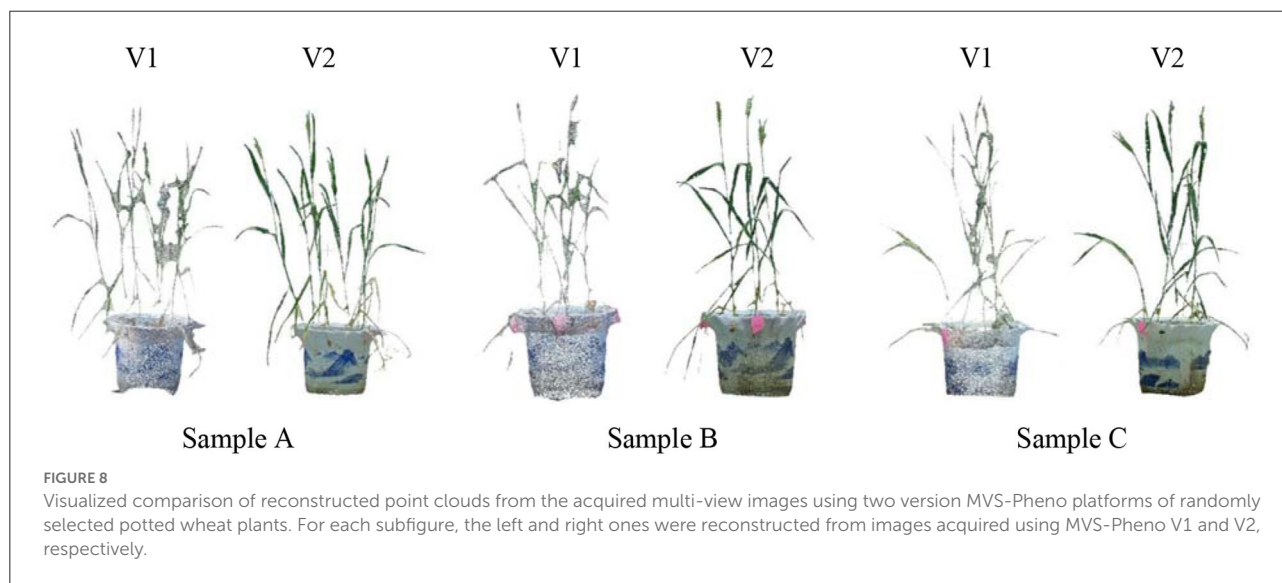 V1 V2 V1 V2 V1 V2
Sample A Sample B Sample C
FIGURE 8
Visualized comparison of reconstructed point clouds from the acquired multi-view images using two version MVS-Pheno platforms of randomly
selected potted wheat plants. For each subfigure, the left and right ones were reconstructed from images acquired using MVS-Pheno V1 and V2,
respectively.